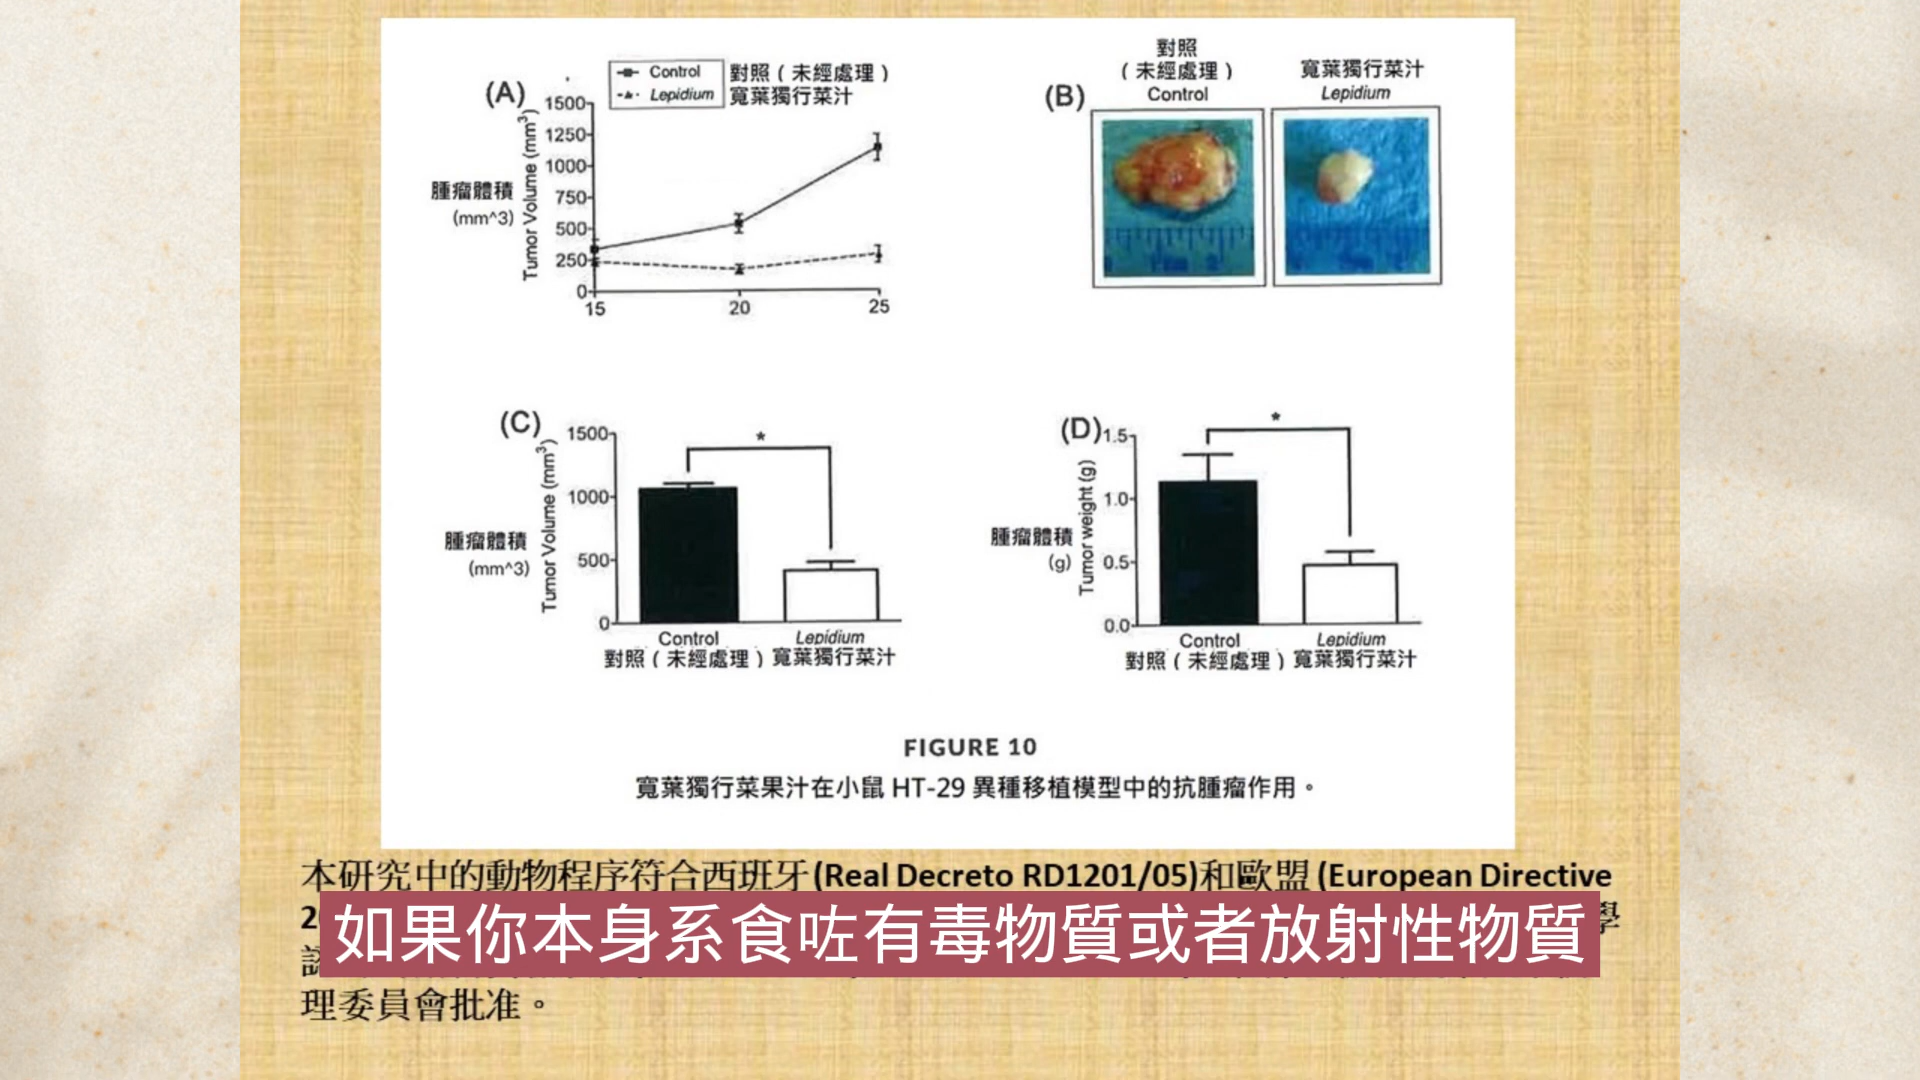 (A)
Control 對照（未經處理）
Lepidium 寬葉獨行菜汁
1500
1250
1000
750
500
250
0
Tumor Volume (mm³)
腫瘤體積
(mm^3)
15 20 25
(B)
對照
（未經處理）
Control
寬葉獨行菜汁
Lepidium
(C)
1500
1000
500
0
Tumor Volume (mm³)
腫瘤體積
(mm^3)
*
Control Lepidium
對照（未經處理）寬葉獨行菜汁
(D)
1.5
1.0
0.5
0.0
Tumor weight (g)
腫瘤體積
(g)
*
Control Lepidium
對照（未經處理）寬葉獨行菜汁
FIGURE 10
寬葉獨行菜果汁在小鼠 HT-29 異種移植模型中的抗腫瘤作用。
本研究中的動物程序符合西班牙(Real Decreto RD1201/05)和歐盟 (European Directive
如果你本身系食咗有毒物質或者放射性物質
理委員會批准。